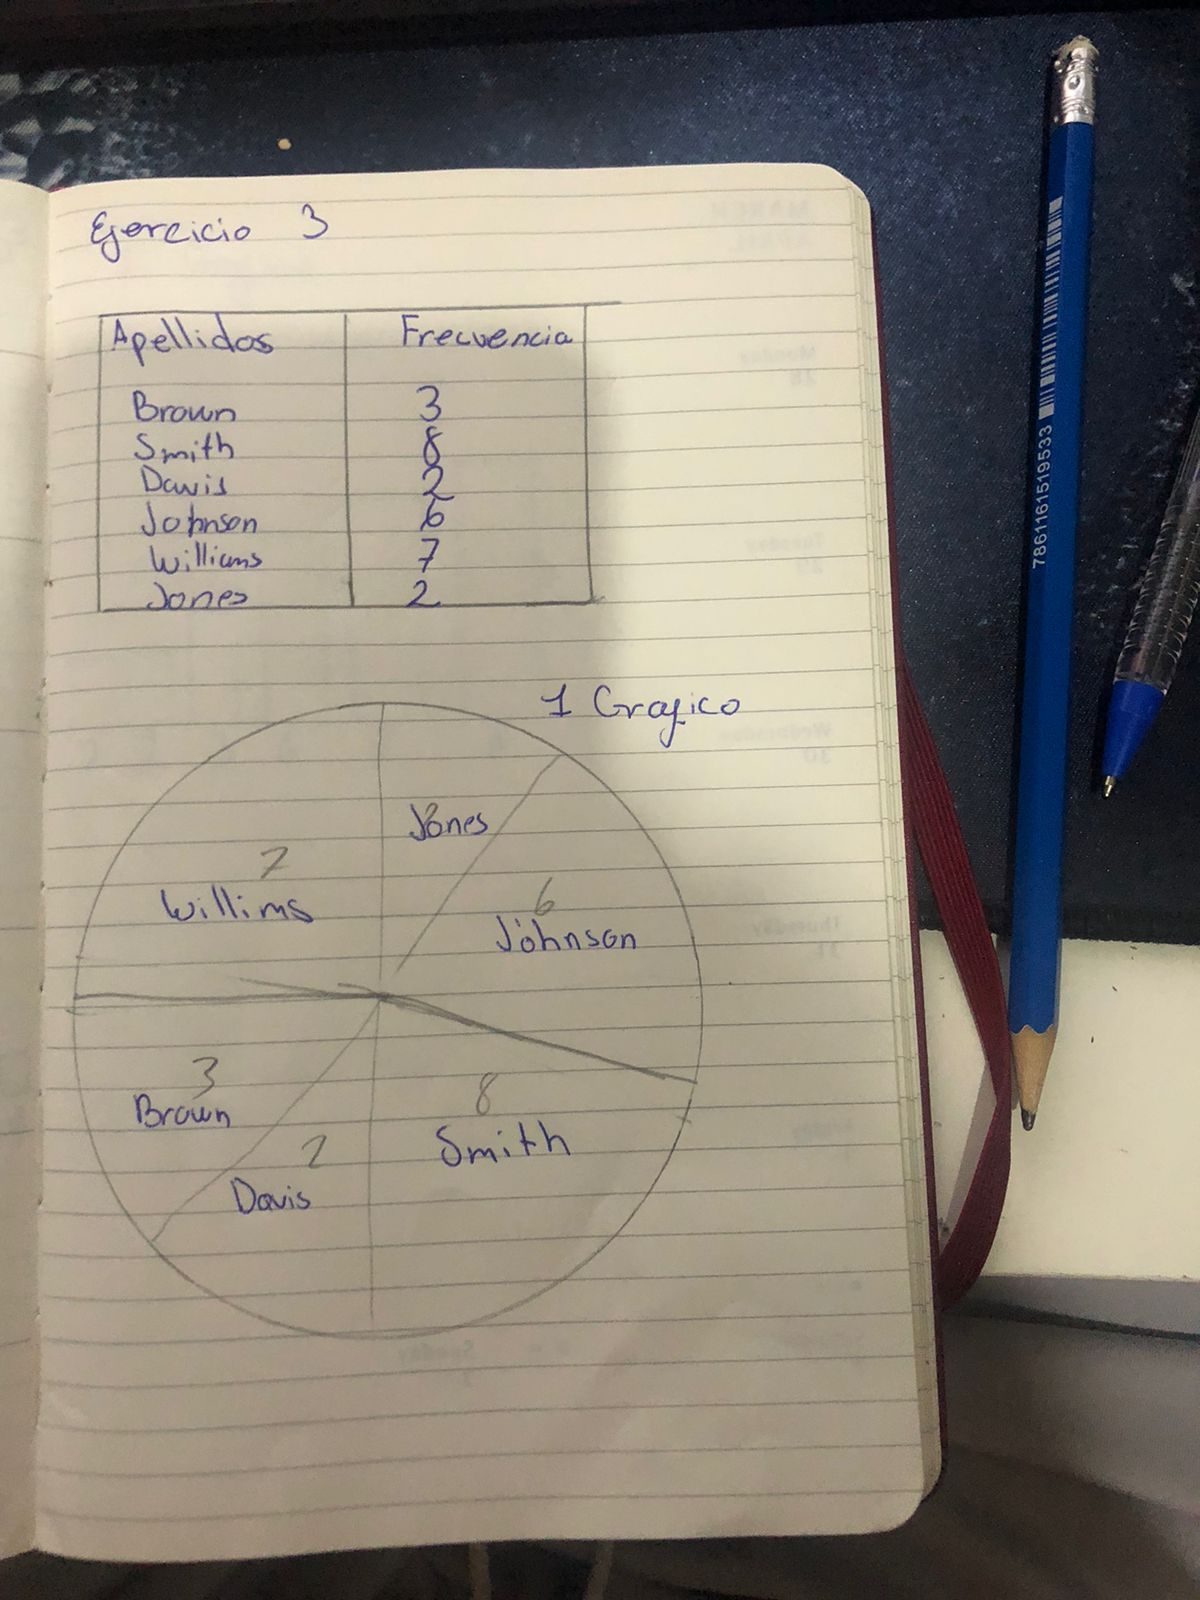 Ejercicio 3
Apellidos Frecuencia
Brown 3
Smith 8
Davis 2
Johnson 6
Williams 7
Jones 2
1 Grafico
Jones
7
Willims
6
Johnson
3
Brown
8
Smith
2
Davis
7861161519533